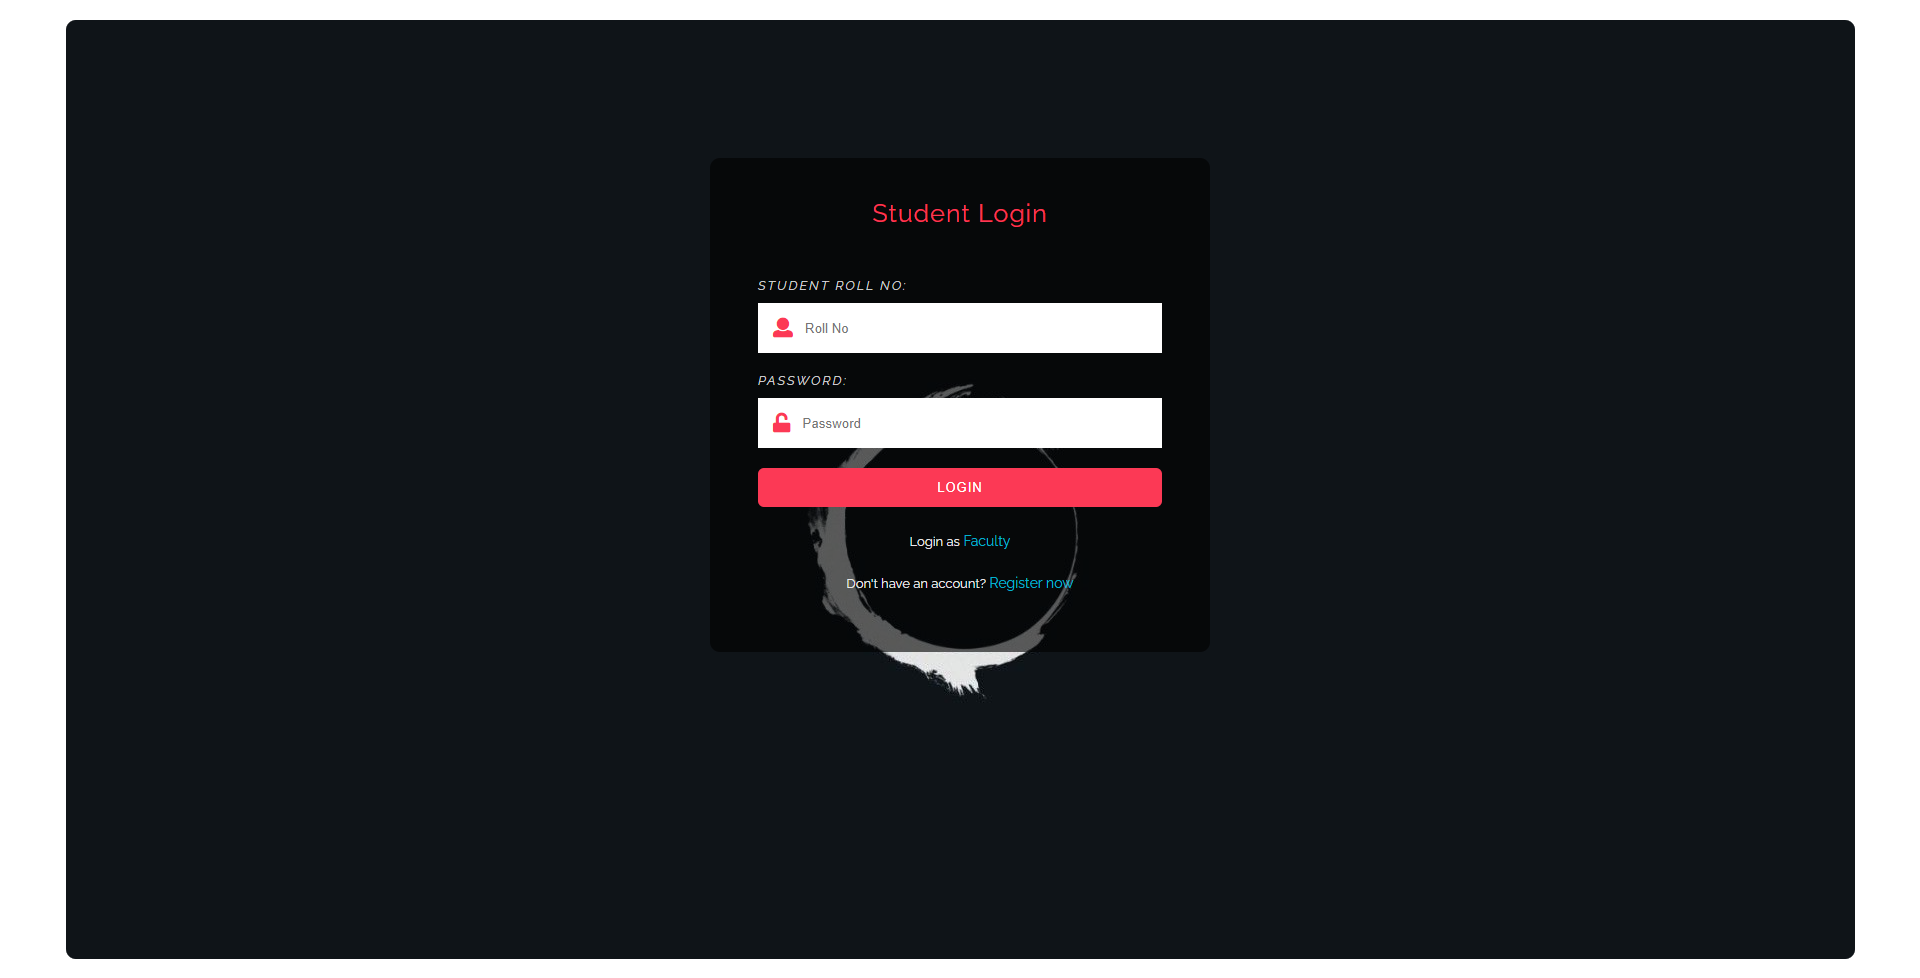 Student Login
STUDENT ROLL NO:
Roll No
PASSWORD:
Password
LOGIN
Login as Faculty
Don't have an account? Register now